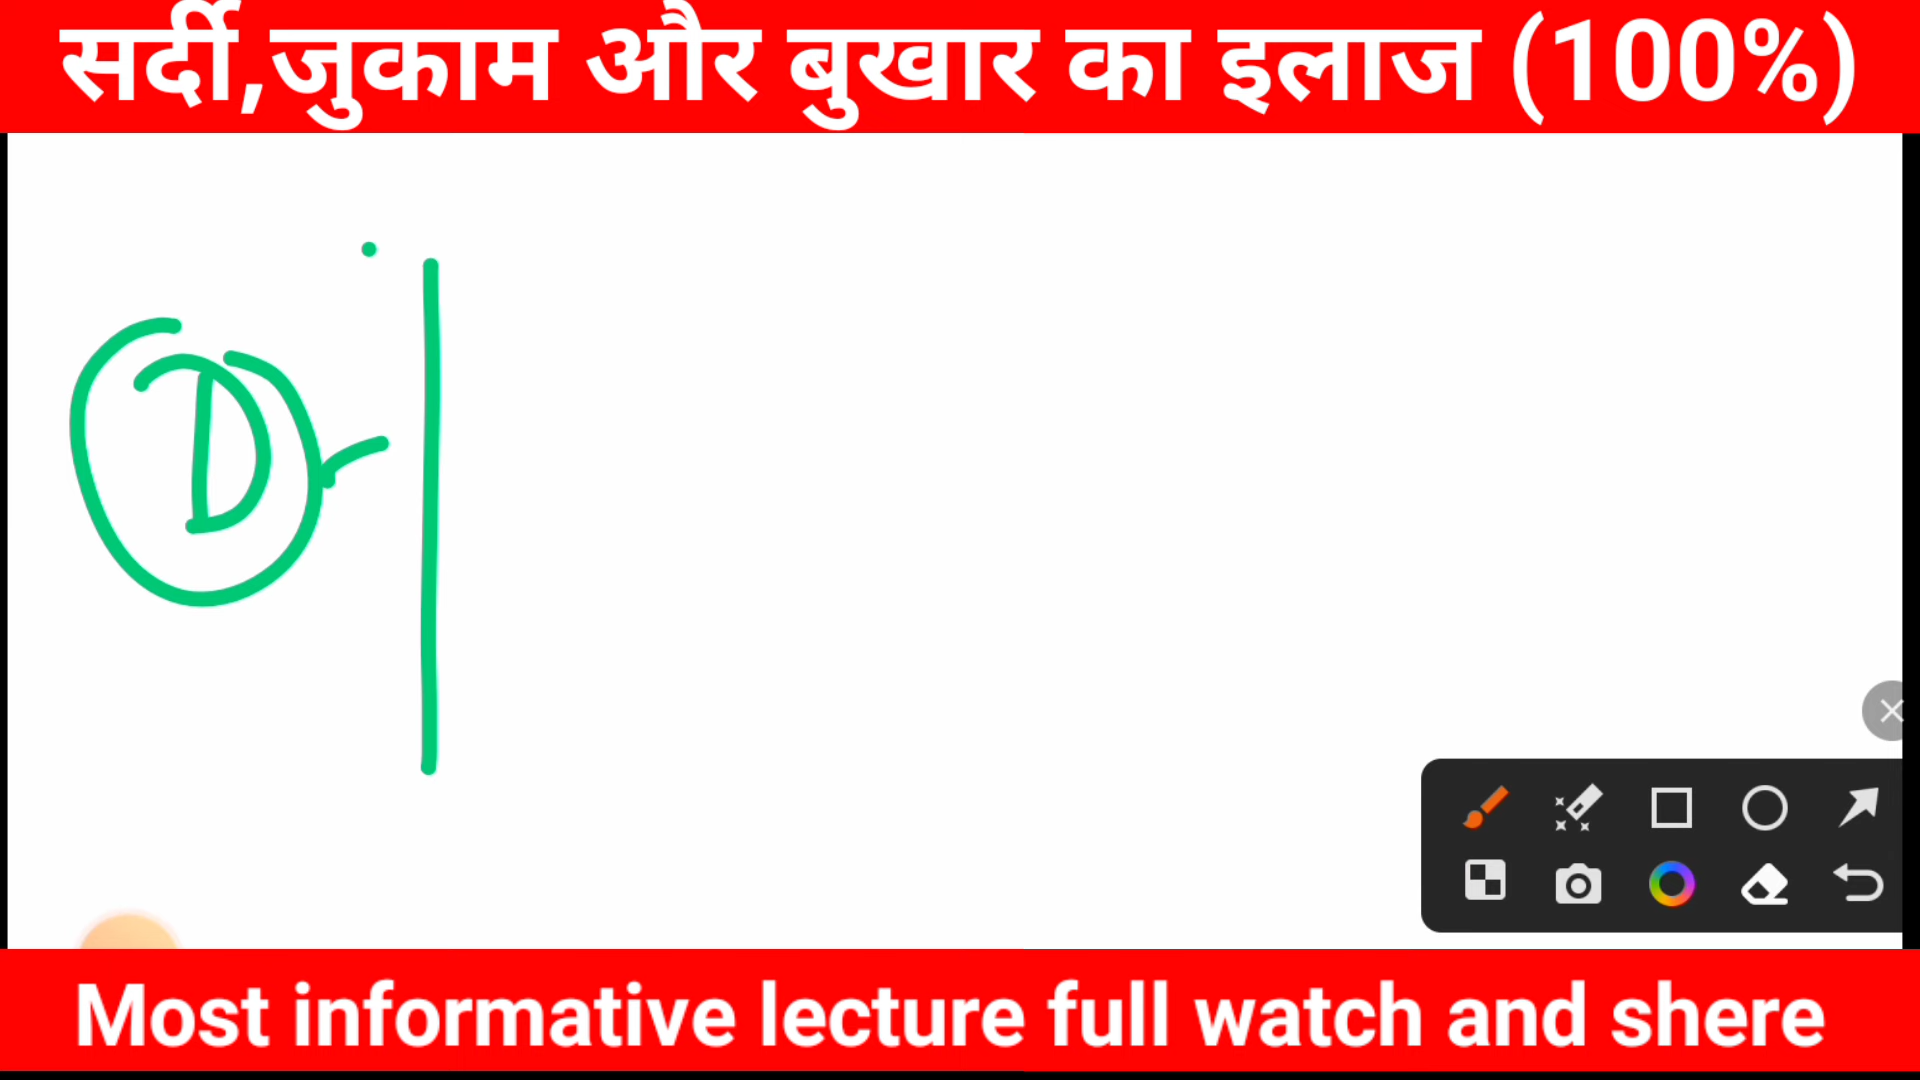 सर्दी,जुकाम और बुखार का इलाज (100%)
D
Most informative lecture full watch and shere